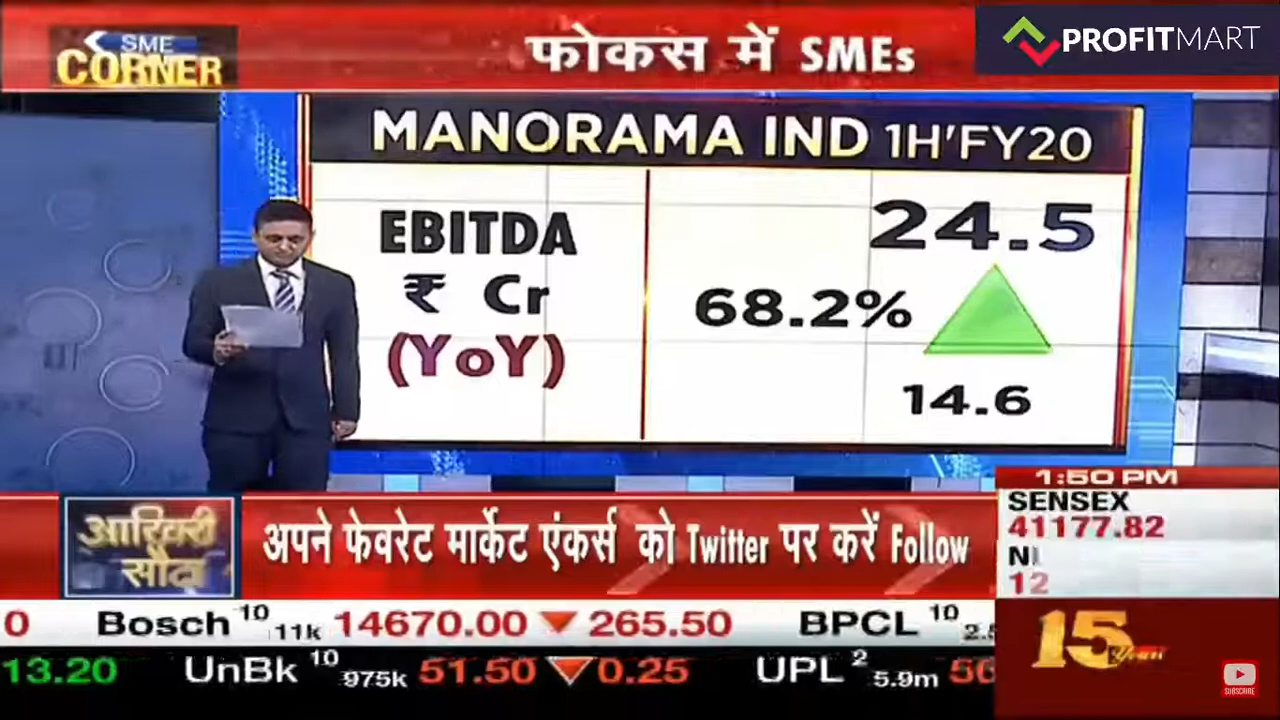 SME
CORNER
फोकस में SMEs
PROFITMART
MANORAMA IND 1H'FY20
EBITDA
₹ Cr
(YoY)
24.5
68.2%
14.6
1:50 PM
SENSEX
41177.82
12
आखिरी
सौदा
अपने फेवरेट मार्केट एंकर्स को Twitter पर करें Follow
0 Bosch 10 11k 14670.00 265.50 BPCL 10
13.20 UnBk 10 975k 51.50 0.25 UPL 2 5.9m
15
Years
SUBSCRIBE